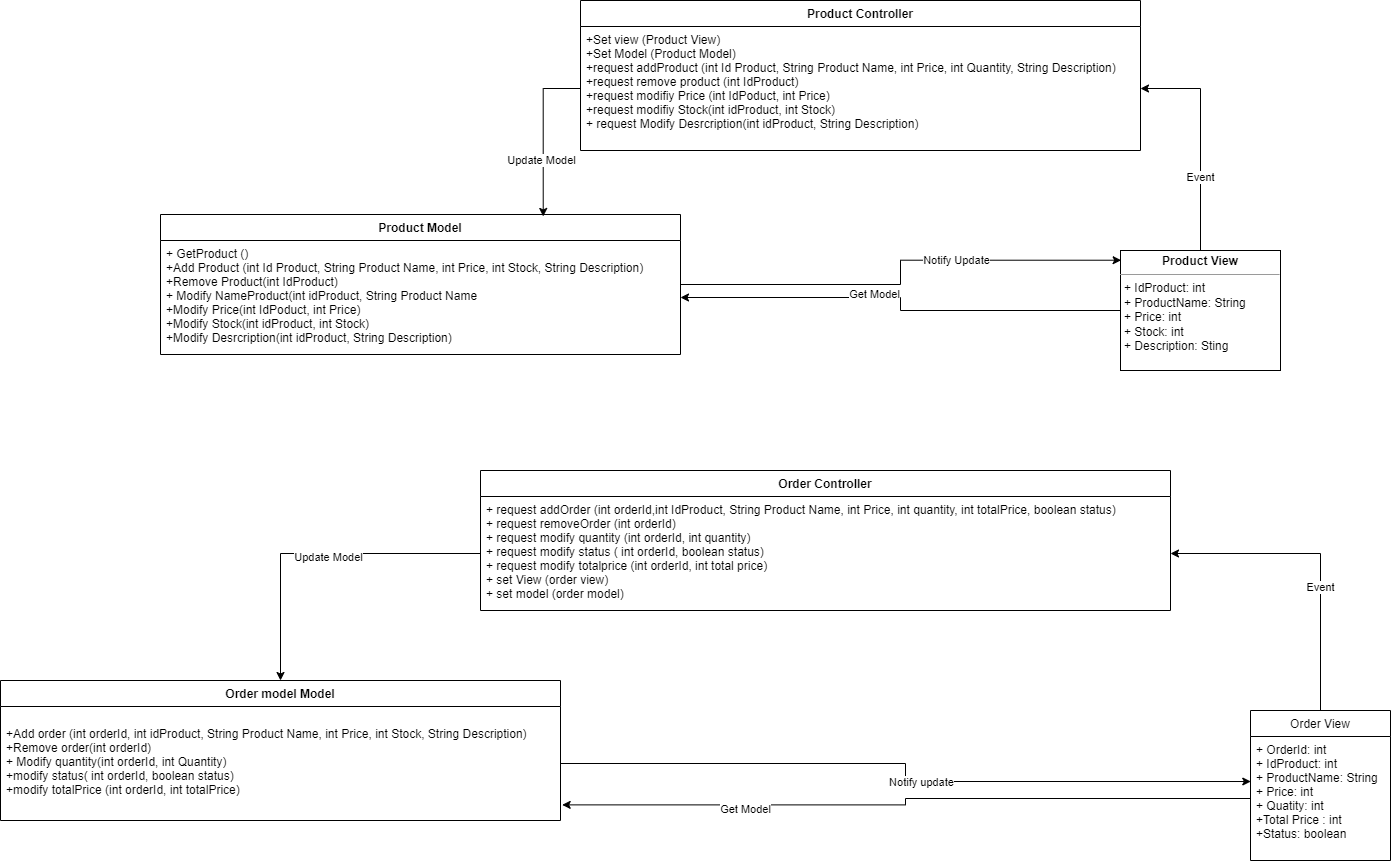 Product Controller
+Set view (Product View)
+Set Model (Product Model)
+request addProduct (int Id Product, String Product Name, int Price, int Quantity, String Description)
+request remove product (int IdProduct)
+request modifiy Price (int IdPoduct, int Price)
+request modifiy Stock(int idProduct, int Stock)
+ request Modify Desrcription(int idProduct, String Description)
Update Model
Event
Product Model
+ GetProduct ()
+Add Product (int Id Product, String Product Name, int Price, int Stock, String Description)
+Remove Product(int IdProduct)
+ Modify NameProduct(int idProduct, String Product Name
+Modify Price(int IdPoduct, int Price)
+Modify Stock(int idProduct, int Stock)
+Modify Desrcription(int idProduct, String Description)
Notify Update
Get Model
Product View
+ IdProduct: int
+ ProductName: String
+ Price: int
+ Stock: int
+ Description: Sting
Order Controller
+ request addOrder (int orderId,int IdProduct, String Product Name, int Price, int quantity, int totalPrice, boolean status)
+ request removeOrder (int orderId)
+ request modify quantity (int orderId, int quantity)
+ request modify status ( int orderId, boolean status)
+ request modify totalprice (int orderId, int total price)
+ set View (order view)
+ set model (order model)
Update Model
Event
Order model Model
+Add order (int orderId, int idProduct, String Product Name, int Price, int Stock, String Description)
+Remove order(int orderId)
+ Modify quantity(int orderId, int Quantity)
+modify status( int orderId, boolean status)
+modify totalPrice (int orderId, int totalPrice)
Notify update
Get Model
Order View
+ OrderId: int
+ IdProduct: int
+ ProductName: String
+ Price: int
+ Quatity: int
+Total Price : int
+Status: boolean